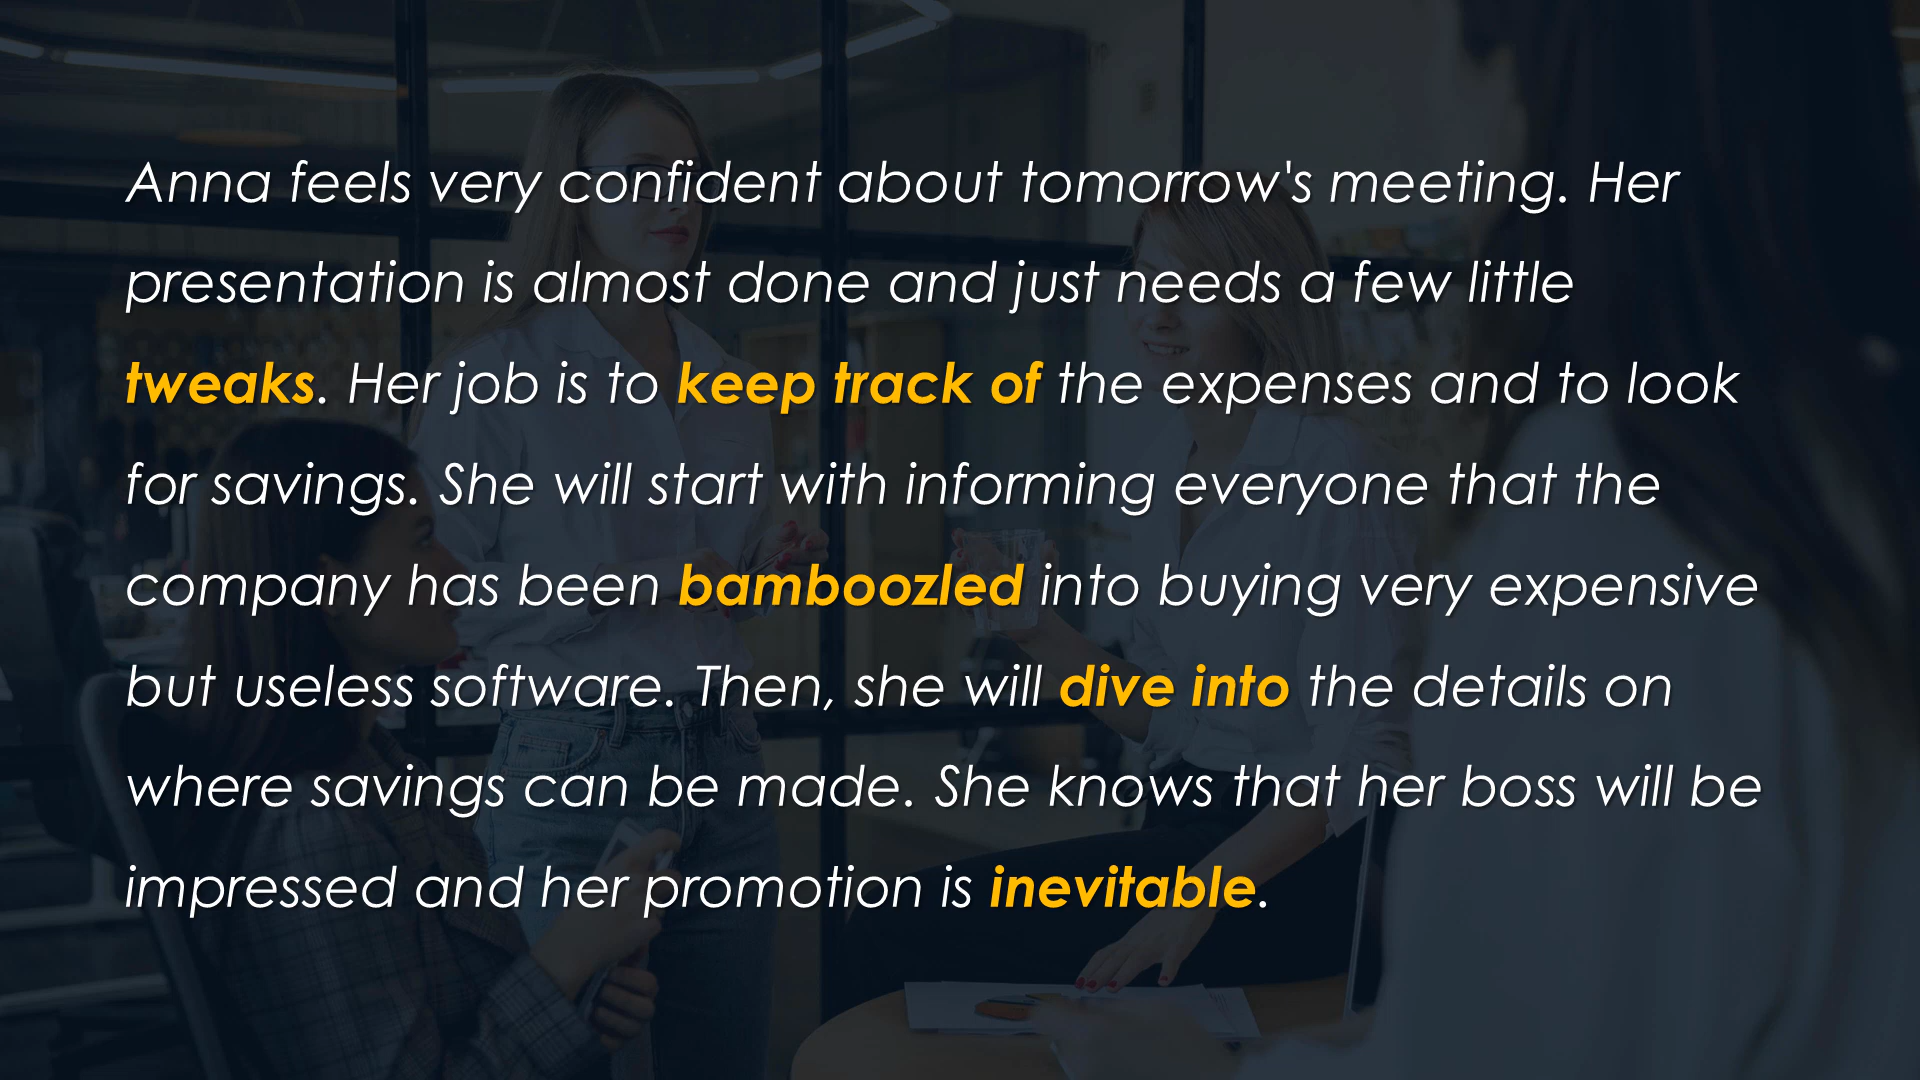 Anna feels very confident about tomorrow's meeting. Her
presentation is almost done and just needs a few little
tweaks. Her job is to keep track of the expenses and to look
for savings. She will start with informing everyone that the
company has been bamboozled into buying very expensive
but useless software. Then, she will dive into the details on
where savings can be made. She knows that her boss will be
impressed and her promotion is inevitable.